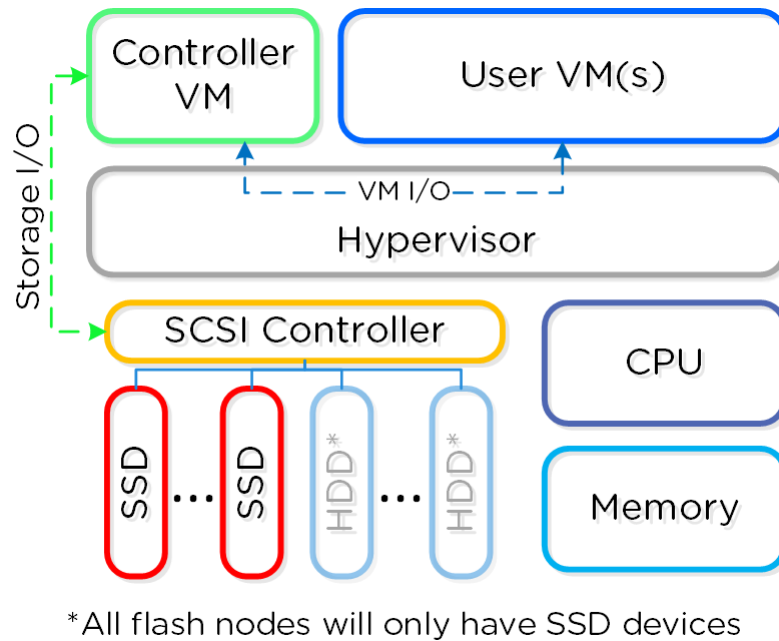 Controller
VM
User VM(s)
Storage I/O
VM I/O
Hypervisor
SCSI Controller
CPU
SSD
...
SSD
HDD*
...
HDD*
Memory
*All flash nodes will only have SSD devices